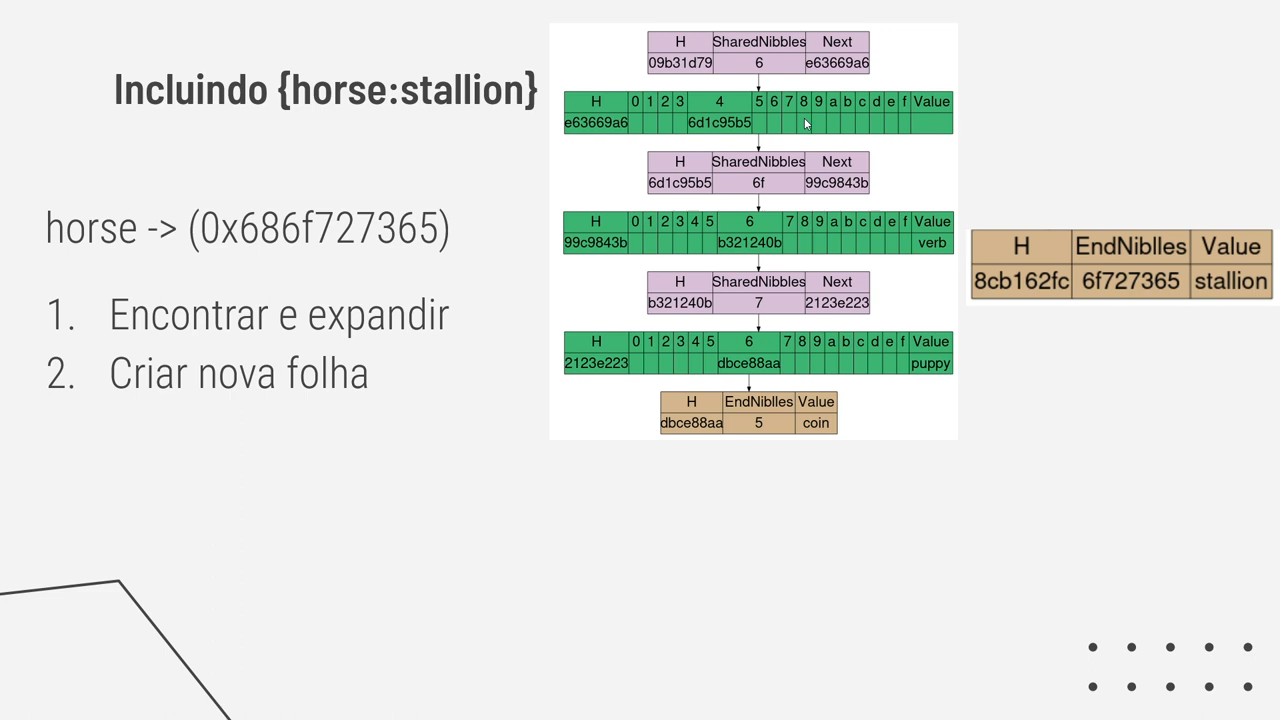 Incluindo {horse:stallion}
horse -> (0x686f727365)
1. Encontrar e expandir
2. Criar nova folha
H SharedNibbles Next
09b31d79 6 e63669a6
H 0 1 2 3 4 5 6 7 8 9 a b c d e f Value
e63669a6 6d1c95b5
H SharedNibbles Next
6d1c95b5 6f 99c9843b
H 0 1 2 3 4 5 6 7 8 9 a b c d e f Value
99c9843b b321240b verb
H SharedNibbles Next
b321240b 7 2123e223
H 0 1 2 3 4 5 6 7 8 9 a b c d e f Value
2123e223 dbce88aa puppy
H EndNiblles Value
dbce88aa 5 coin
H EndNiblles Value
8cb162fc 6f727365 stallion